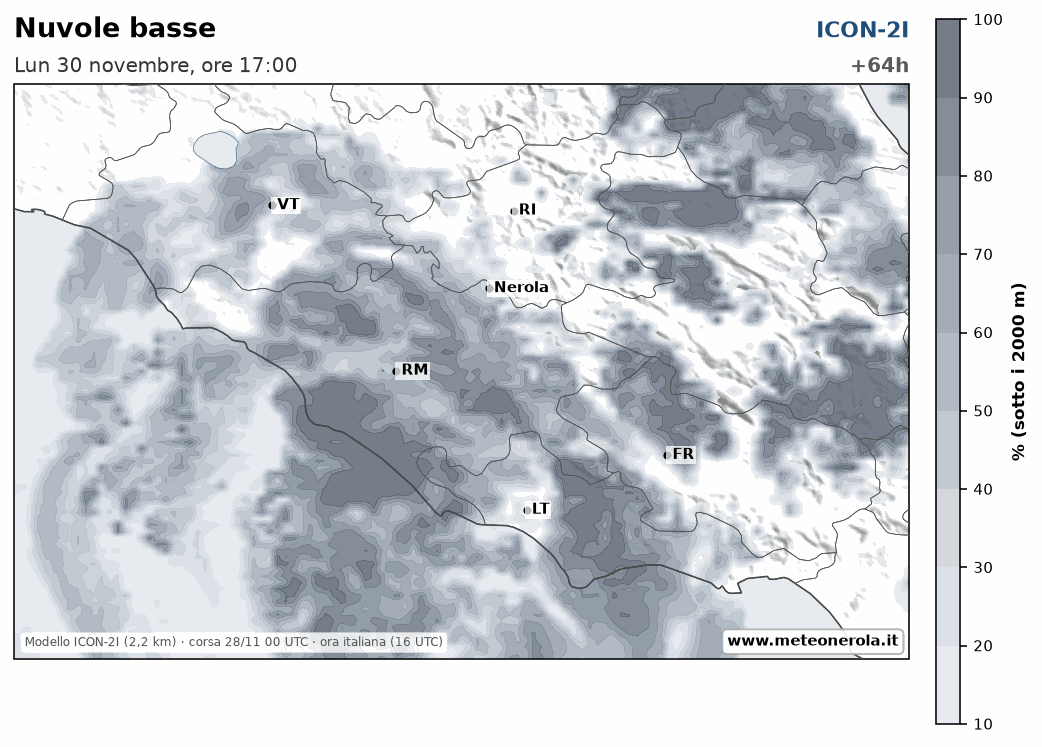 Nuvole basse
ICON-2I
Lun 30 novembre, ore 17:00
+64h
VT
RI
Nerola
RM
FR
LT
Modello ICON-2I (2,2 km) · corsa 28/11 00 UTC · ora italiana (16 UTC)
www.meteonerola.it
100
90
80
70
60
50
40
30
20
10
% (sotto i 2000 m)